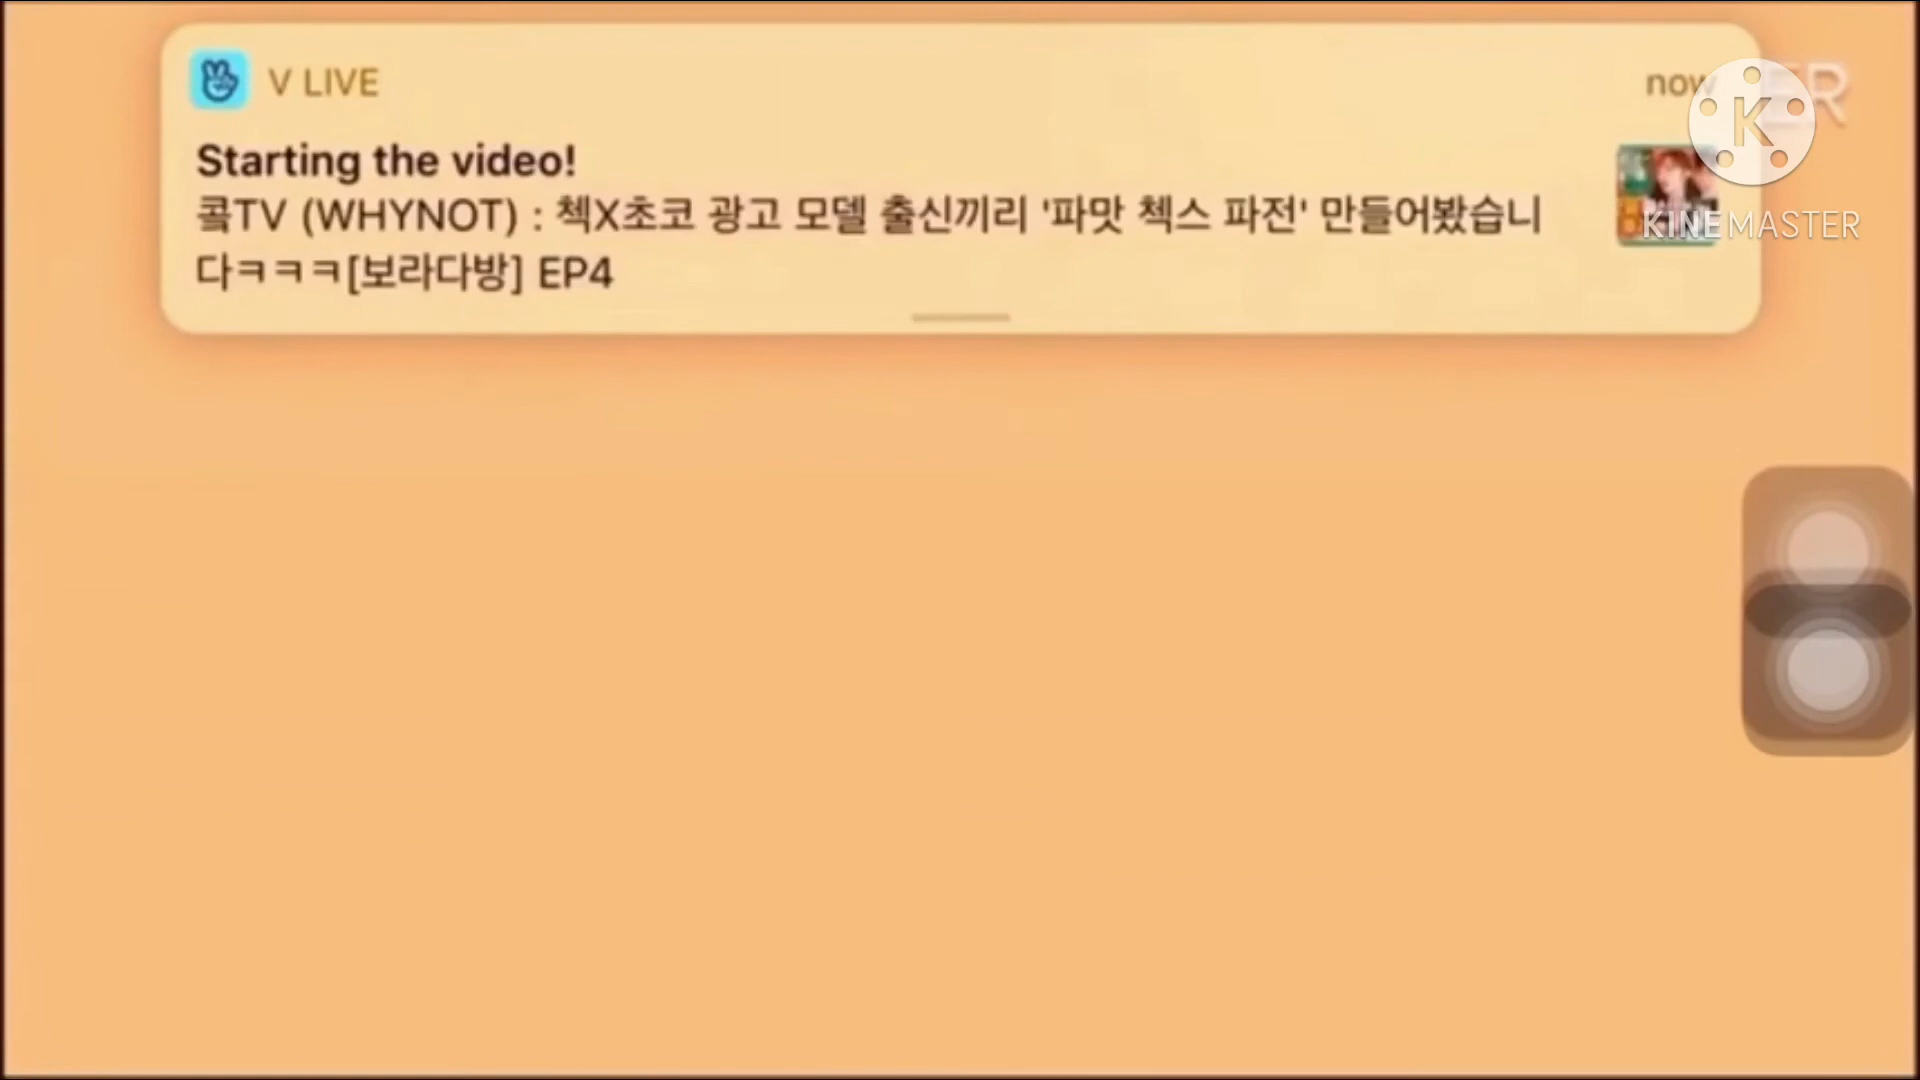 V LIVE
now
ER
K
Starting the video!
콬TV (WHYNOT) : 첵X초코 광고 모델 출신끼리 '파맛 첵스 파전' 만들어봤습니
다ㅋㅋㅋ[보라다방] EP4
KINEMASTER